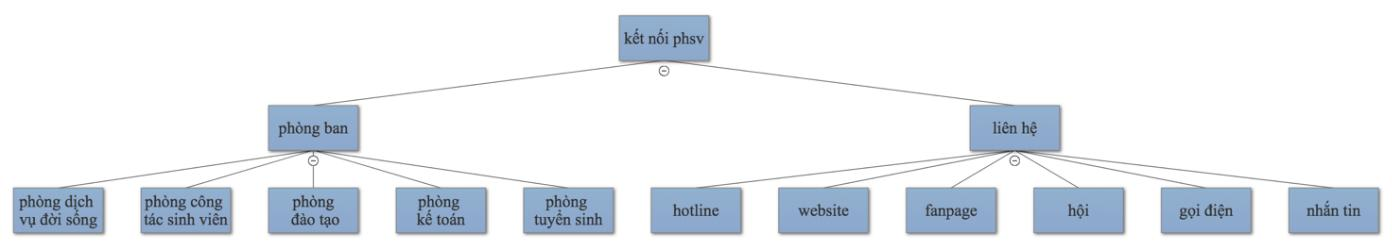 kết nối phsv
phòng ban
liên hệ
phòng dịch
vụ đời sống
phòng công
tác sinh viên
phòng
đào tạo
phòng
kế toán
phòng
tuyển sinh
hotline
website
fanpage
hội
gọi điện
nhắn tin